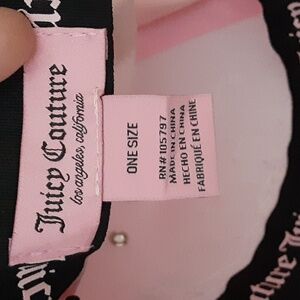 Juicy Couture
los angeles, california
ONE SIZE
RN# 105797
MADE IN CHINA
HECHO EN CHINA
FABRIQUÉ EN CHINE